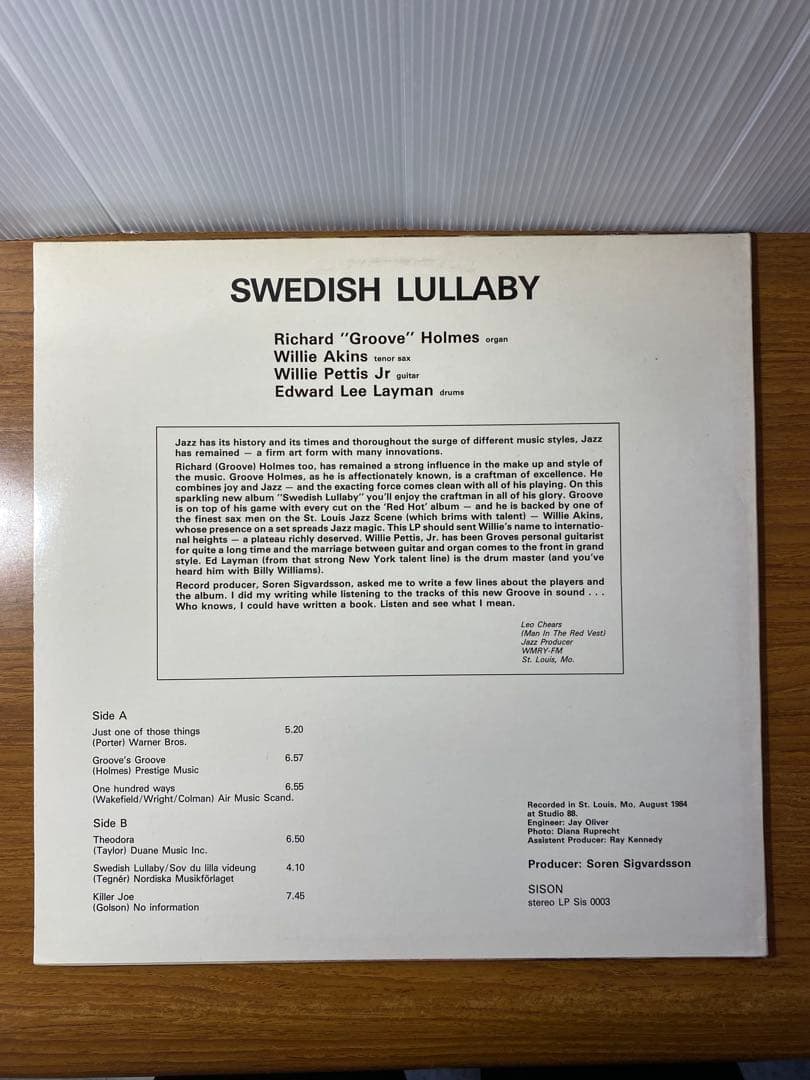 SWEDISH LULLABY
Richard "Groove" Holmes organ
Willie Akins tenor sax
Willie Pettis Jr guitar
Edward Lee Layman drums
Jazz has its history and its times and thoroughout the surge of different music styles, Jazz
has remained — a firm art form with many innovations.
Richard (Groove) Holmes too, has remained a strong influence in the make up and style of
the music. Groove Holmes, as he is affectionately known, is a craftman of excellence. He
combines joy and Jazz — and the exacting force comes clean with all of his playing. On this
sparkling new album "Swedish Lullaby" you'll enjoy the craftman in all of his glory. Groove
is on top of his game with every cut on the 'Red Hot' album — and he is backed by one of
the finest sax men on the St. Louis Jazz Scene (which brims with talent) — Willie Akins,
whose presence on a set spreads Jazz magic. This LP should sent Willie's name to internatio-
nal heights — a plateau richly deserved. Willie Pettis, Jr. has been Groves personal guitarist
for quite a long time and the marriage between guitar and organ comes to the front in grand
style. Ed Layman (from that strong New York talent line) is the drum master (and you've
heard him with Billy Williams).
Record producer, Soren Sigvardsson, asked me to write a few lines about the players and
the album. I did my writing while listening to the tracks of this new Groove in sound . . .
Who knows, I could have written a book. Listen and see what I mean.
Leo Chears
(Man In The Red Vest)
Jazz Producer
WMRY-FM
St. Louis, Mo.
Side A
Just one of those things 5.20
(Porter) Warner Bros.
Groove's Groove 6.57
(Holmes) Prestige Music
One hundred ways 6.55
(Wakefield/Wright/Colman) Air Music Scand.
Side B
Theodora 6.50
(Taylor) Duane Music Inc.
Swedish Lullaby/Sov du lilla videung 4.10
(Tegnér) Nordiska Musikförlaget
Killer Joe 7.45
(Golson) No information
Recorded in St. Louis, Mo, August 1984
at Studio 88.
Engineer: Jay Oliver
Photo: Diana Ruprecht
Assistent Producer: Ray Kennedy
Producer: Soren Sigvardsson
SISON
stereo LP Sis 0003